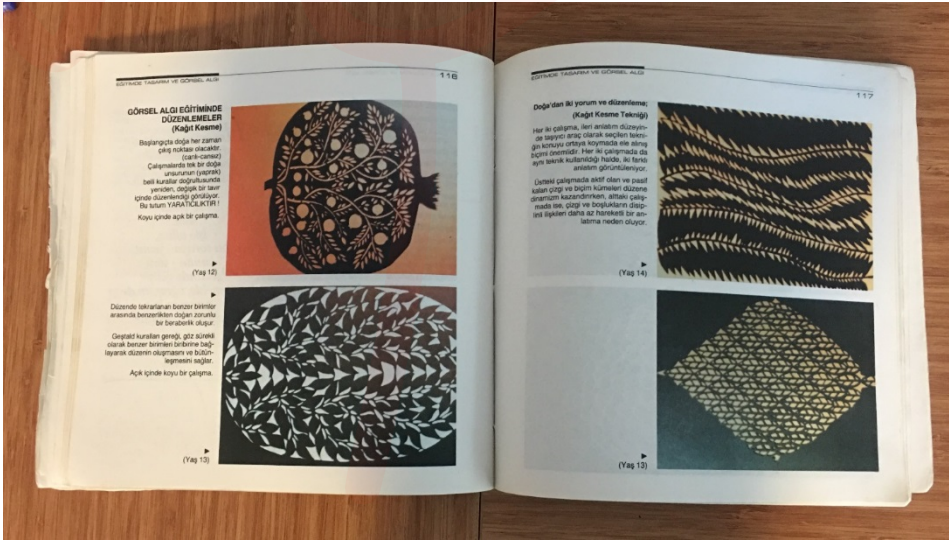 EĞİTİMDE TASARIM VE GÖRSEL ALGI
116
GÖRSEL ALGI EĞİTİMİNDE
DÜZENLEMELER
(Kağıt Kesme)
Başlangıçta doğa her zaman
çıkış noktası olacaktır.
(canlı-cansız)
Çalışmalarda tek bir doğa
unsurunun (yaprak)
belli kurallar doğrultusunda
yeniden, değişik bir tavır
içinde düzenlendiği görülüyor.
Bu tutum YARATICILIKTIR !
Koyu içinde açık bir çalışma.
(Yaş 12)
Düzende tekrarlanan benzer birimler
arasında benzerlikten doğan zorunlu
bir beraberlik oluşur.
Geştald kuralları gereği, göz sürekli
olarak benzer birimleri biribirine bağ-
layarak düzenin oluşmasını ve bütün-
leşmesini sağlar.
Açık içinde koyu bir çalışma.
(Yaş 13)
EĞİTİMDE TASARIM VE GÖRSEL ALGI
117
Doğa'dan iki yorum ve düzenleme;
(Kağıt Kesme Tekniği)
Her iki çalışma, ileri anlatım düzeyin-
de taşıyıcı araç olarak seçilen tekni-
ğin konuyu ortaya koymada ele alınış
biçimi önemlidir. Her iki çalışmada da
aynı teknik kullanıldığı halde, iki farklı
anlatım görüntüleniyor.
Üstteki çalışmada aktif olan ve pasif
kalan çizgi ve biçim kümeleri düzene
dinamizm kazandırırken, alttaki çalış-
mada ise, çizgi ve boşlukların disip-
linli ilişkileri daha az hareketli bir an-
latıma neden oluyor.
(Yaş 14)
(Yaş 13)